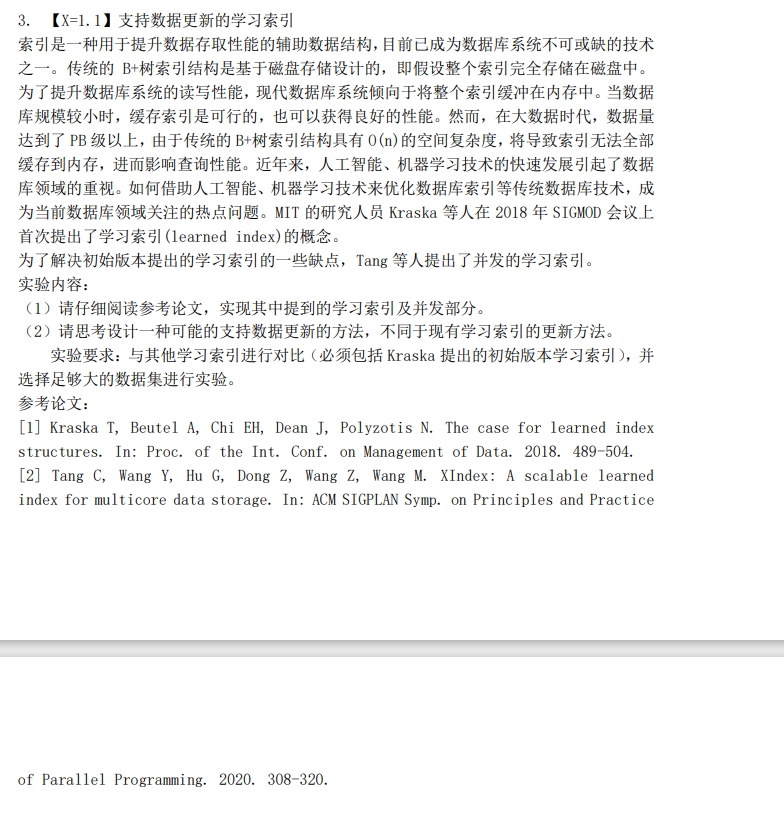 3. 【X=1.1】支持数据更新的学习索引
索引是一种用于提升数据存取性能的辅助数据结构,目前已成为数据库系统不可或缺的技术
之一。传统的 B+树索引结构是基于磁盘存储设计的，即假设整个索引完全存储在磁盘中。
为了提升数据库系统的读写性能，现代数据库系统倾向于将整个索引缓冲在内存中。当数据
库规模较小时，缓存索引是可行的，也可以获得良好的性能。然而，在大数据时代，数据量
达到了 PB 级以上，由于传统的 B+树索引结构具有 O(n)的空间复杂度，将导致索引无法全部
缓存到内存，进而影响查询性能。近年来，人工智能、机器学习技术的快速发展引起了数据
库领域的重视。如何借助人工智能、机器学习技术来优化数据库索引等传统数据库技术，成
为当前数据库领域关注的热点问题。MIT 的研究人员 Kraska 等人在 2018 年 SIGMOD 会议上
首次提出了学习索引(learned index)的概念。
为了解决初始版本提出的学习索引的一些缺点，Tang 等人提出了并发的学习索引。
实验内容：
（1）请仔细阅读参考论文，实现其中提到的学习索引及并发部分。
（2）请思考设计一种可能的支持数据更新的方法，不同于现有学习索引的更新方法。
实验要求：与其他学习索引进行对比（必须包括 Kraska 提出的初始版本学习索引），并
选择足够大的数据集进行实验。
参考论文：
[1] Kraska T, Beutel A, Chi EH, Dean J, Polyzotis N. The case for learned index
structures. In: Proc. of the Int. Conf. on Management of Data. 2018. 489-504.
[2] Tang C, Wang Y, Hu G, Dong Z, Wang Z, Wang M. XIndex: A scalable learned
index for multicore data storage. In: ACM SIGPLAN Symp. on Principles and Practice
of Parallel Programming. 2020. 308-320.